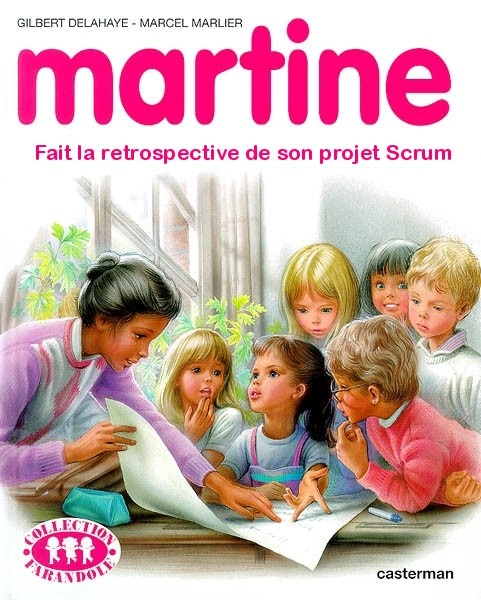 GILBERT DELAHAYE - MARCEL MARLIER
martine
Fait la retrospective de son projet Scrum
COLLECTION
FARANDOLE
casterman